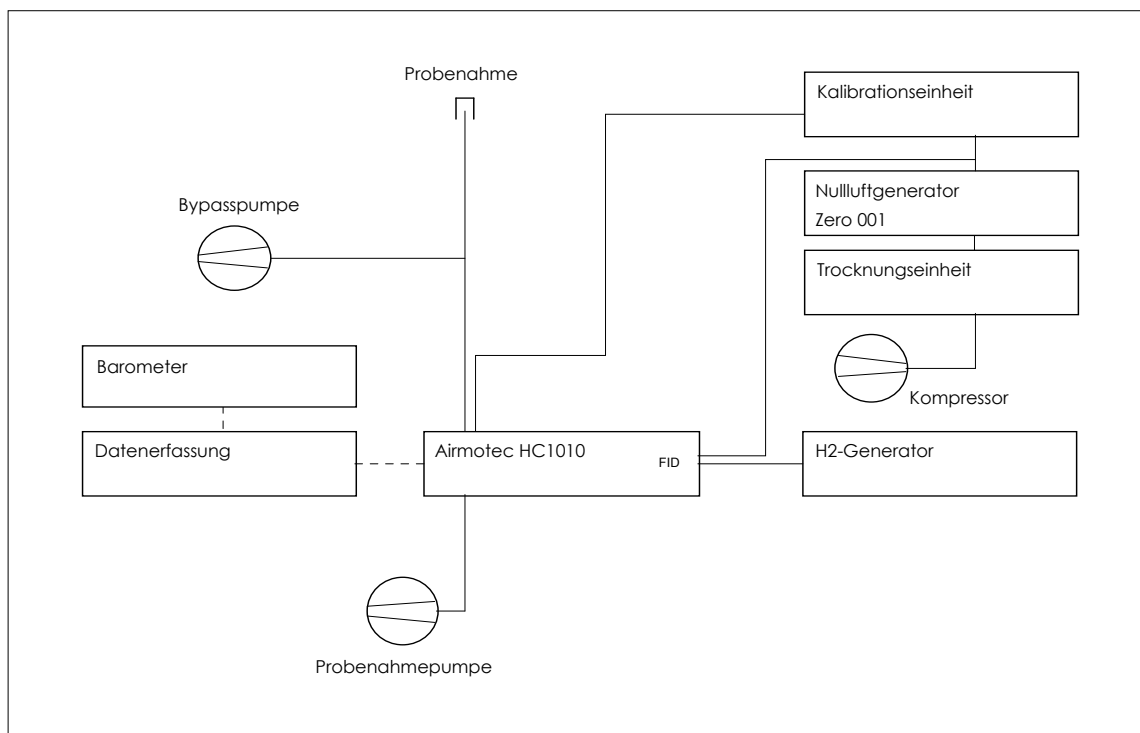 Probenahme
Kalibrationseinheit
Nullluftgenerator
Zero 001
Bypasspumpe
Trocknungseinheit
Barometer
Kompressor
Datenerfassung
Airmotec HC1010
FID
H2-Generator
Probenahmepumpe